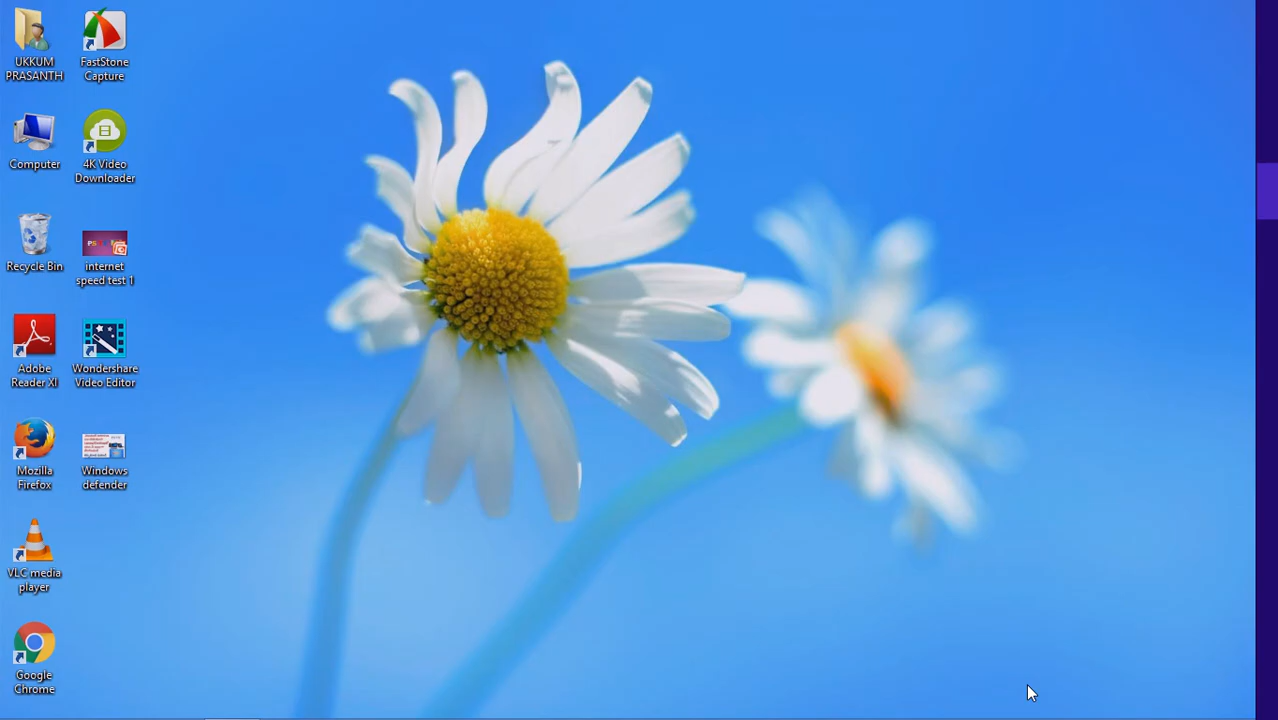 UKKUM
PRASANTH
FastStone
Capture
Computer
4K Video
Downloader
Recycle Bin
internet
speed test 1
Adobe
Reader XI
Wondershare
Video Editor
Mozilla
Firefox
Windows
defender
VLC media
player
Google
Chrome